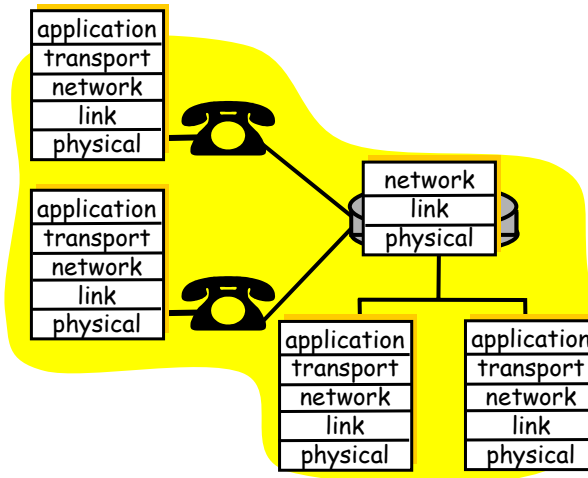 application
transport
network
link
physical
network
link
physical
application
transport
network
link
physical
application
transport
network
link
physical
application
transport
network
link
physical